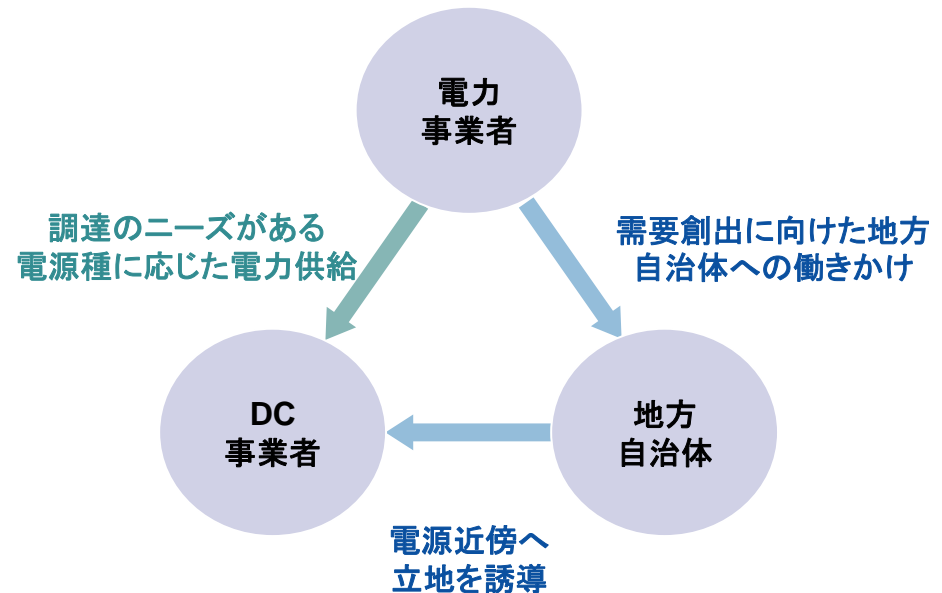 電力
事業者
調達のニーズがある
電源種に応じた電力供給
需要創出に向けた地方
自治体への働きかけ
DC
事業者
地方
自治体
電源近傍へ
立地を誘導